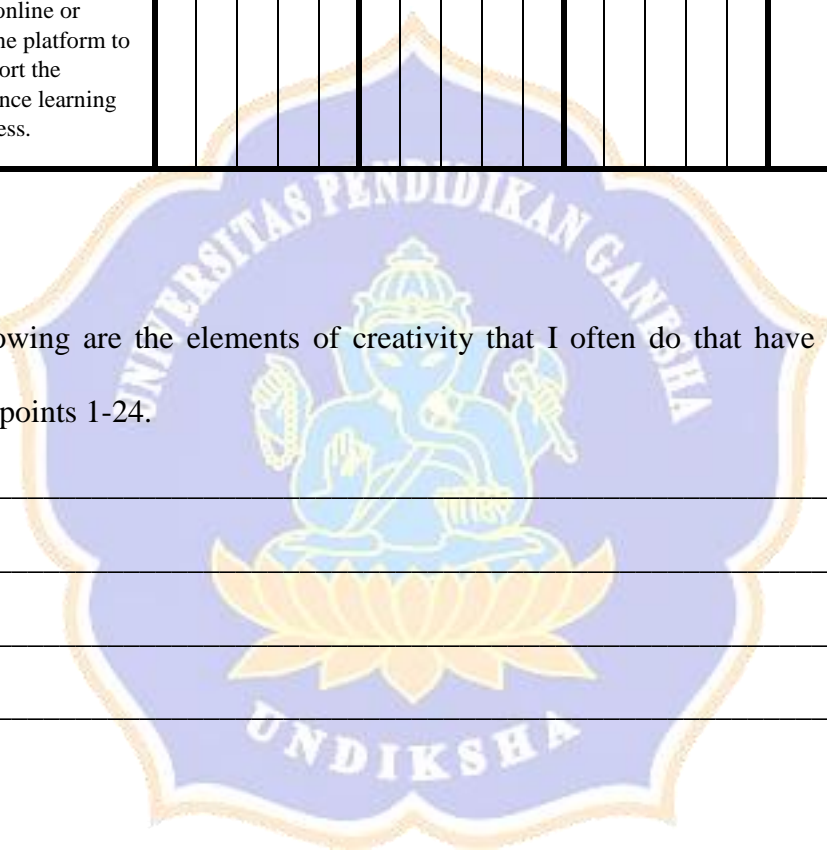 online or
ne platform to
ort the
nce learning
ess.
UNIVERSITAS PENDIDIKAN GANESHA
owing are the elements of creativity that I often do that have
points 1-24.
UNDIKSHA